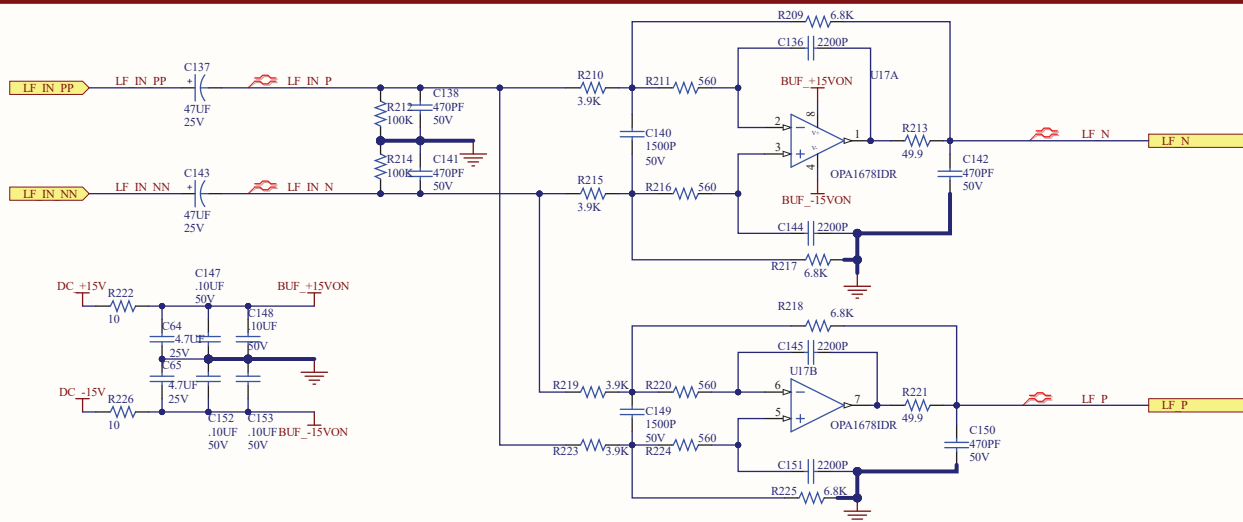 R209 6.8K
C136 2200P
C137
LF_IN_PP
LF_IN_PP
+
LF_IN_P
47UF
25V
R212
100K
C138
470PF
50V
R210
3.9K
R211 560
BUF_+15VON
U17A
8
V+
2
3
1
V-
4
OPA1678IDR
BUF_-15VON
R213
49.9
LF_N
LF_N
C140
1500P
50V
C142
470PF
50V
R214
100K
C141
470PF
50V
C143
LF_IN_NN
LF_IN_NN
+
LF_IN_N
47UF
25V
R215
3.9K
R216 560
C144 2200P
R217
6.8K
DC_+15V
R222
10
C147
.10UF
50V
BUF_+15VON
C64
4.7UF
25V
C148
.10UF
50V
C65
4.7UF
25V
DC_-15V
R226
10
C152
.10UF
50V
C153
.10UF
50V
BUF_-15VON
R218
6.8K
C145 2200P
U17B
R219 3.9K
R220 560
6
5
7
OPA1678IDR
R221
49.9
LF_P
LF_P
C149
1500P
50V
C150
470PF
50V
R223 3.9K
R224
560
C151 2200P
R225 6.8K